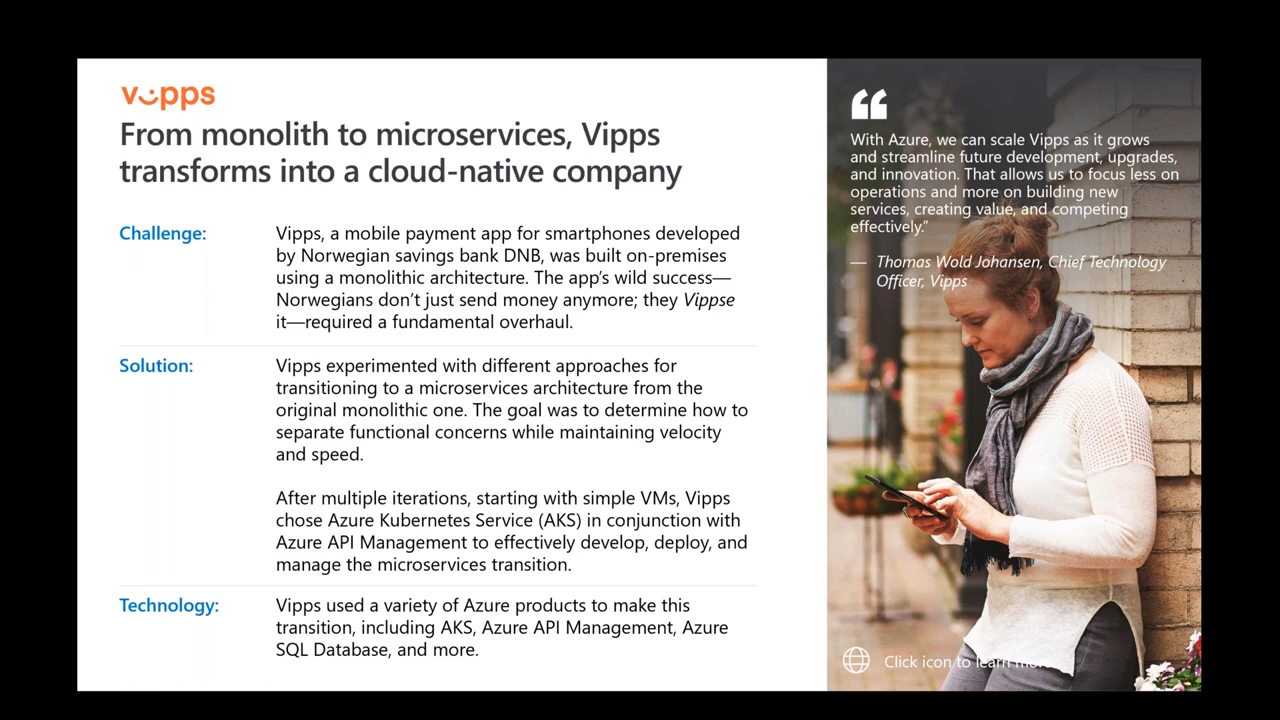 vipps
From monolith to microservices, Vipps
transforms into a cloud-native company
Challenge:
Vipps, a mobile payment app for smartphones developed
by Norwegian savings bank DNB, was built on-premises
using a monolithic architecture. The app’s wild success—
Norwegians don’t just send money anymore; they Vippse
it—required a fundamental overhaul.
Solution:
Vipps experimented with different approaches for
transitioning to a microservices architecture from the
original monolithic one. The goal was to determine how to
separate functional concerns while maintaining velocity
and speed.
After multiple iterations, starting with simple VMs, Vipps
chose Azure Kubernetes Service (AKS) in conjunction with
Azure API Management to effectively develop, deploy, and
manage the microservices transition.
Technology:
Vipps used a variety of Azure products to make this
transition, including AKS, Azure API Management, Azure
SQL Database, and more.
“
With Azure, we can scale Vipps as it grows
and streamline future development, upgrades,
and innovation. That allows us to focus less on
operations and more on building new
services, creating value, and competing
effectively.”
— Thomas Wold Johansen, Chief Technology
Officer, Vipps
Click icon to learn more